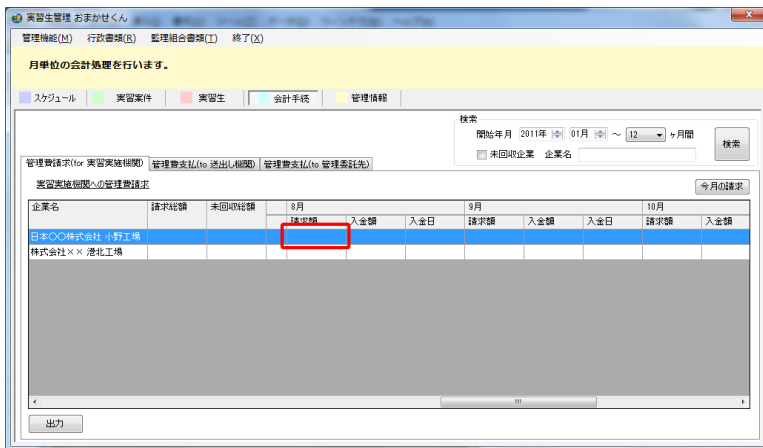 実習生管理 おまかせくん
管理機能(M) 行政書類(R) 監理組合書類(T) 終了(X)
月単位の会計処理を行います。
スケジュール 実習案件 実習生 会計手続 管理情報
検索
開始年月 2011年 01月 ～ 12 ヶ月間
未回収企業 企業名
検索
管理費請求(for 実習実施機関) 管理費支払(to 送出し機関) 管理費支払(to 管理委託先)
実習実施機関への管理費請求
今月の請求
企業名 請求総額 未回収総額 8月 9月 10月
請求額 入金額 入金日 請求額 入金額 入金日 請求額 入金額
日本○○株式会社 小野工場
株式会社×× 港北工場
出力